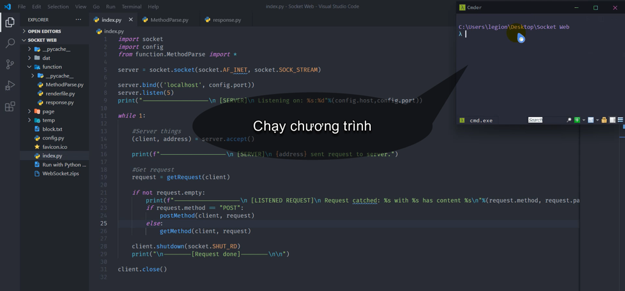 File Edit Selection View Go Run Terminal Help
index.py - Socket Web - Visual Studio Code
EXPLORER
index.py
MethodParse.py
response.py
OPEN EDITORS
SOCKET WEB
__pycache__
dat
function
__pycache__
MethodParse.py
renderfile.py
response.py
page
temp
block.txt
config.py
favicon.ico
index.py
Run with Python ...
WebSocket.zips
index.py
import socket
import config
from function.MethodParse import *
server = socket.socket(socket.AF_INET, socket.SOCK_STREAM)
server.bind(('localhost', config.port))
server.listen(5)
print("\n [SERVER]\n Listening on: %s:%d"%(config.host,config.port))
while 1:
#Server things
(client, address) = server.accept()
print(f"\n [SERVER]\n {address} sent request to server.")
#Get request
request = getRequest(client)
if not request.empty:
print(f"\n [LISTENED REQUEST]\n Request catched: %s with %s has content %s\n"%(request.method, request.pa
if request.method == "POST":
postMethod(client, request)
25 else:
getMethod(client, request)
client.shutdown(socket.SHUT_RD)
print("\n-------[Request done]-------\n\n")
client.close()
Chạy chương trình
Cmder
C:\Users\legion\Desktop\Socket Web
λ
cmd.exe
Search